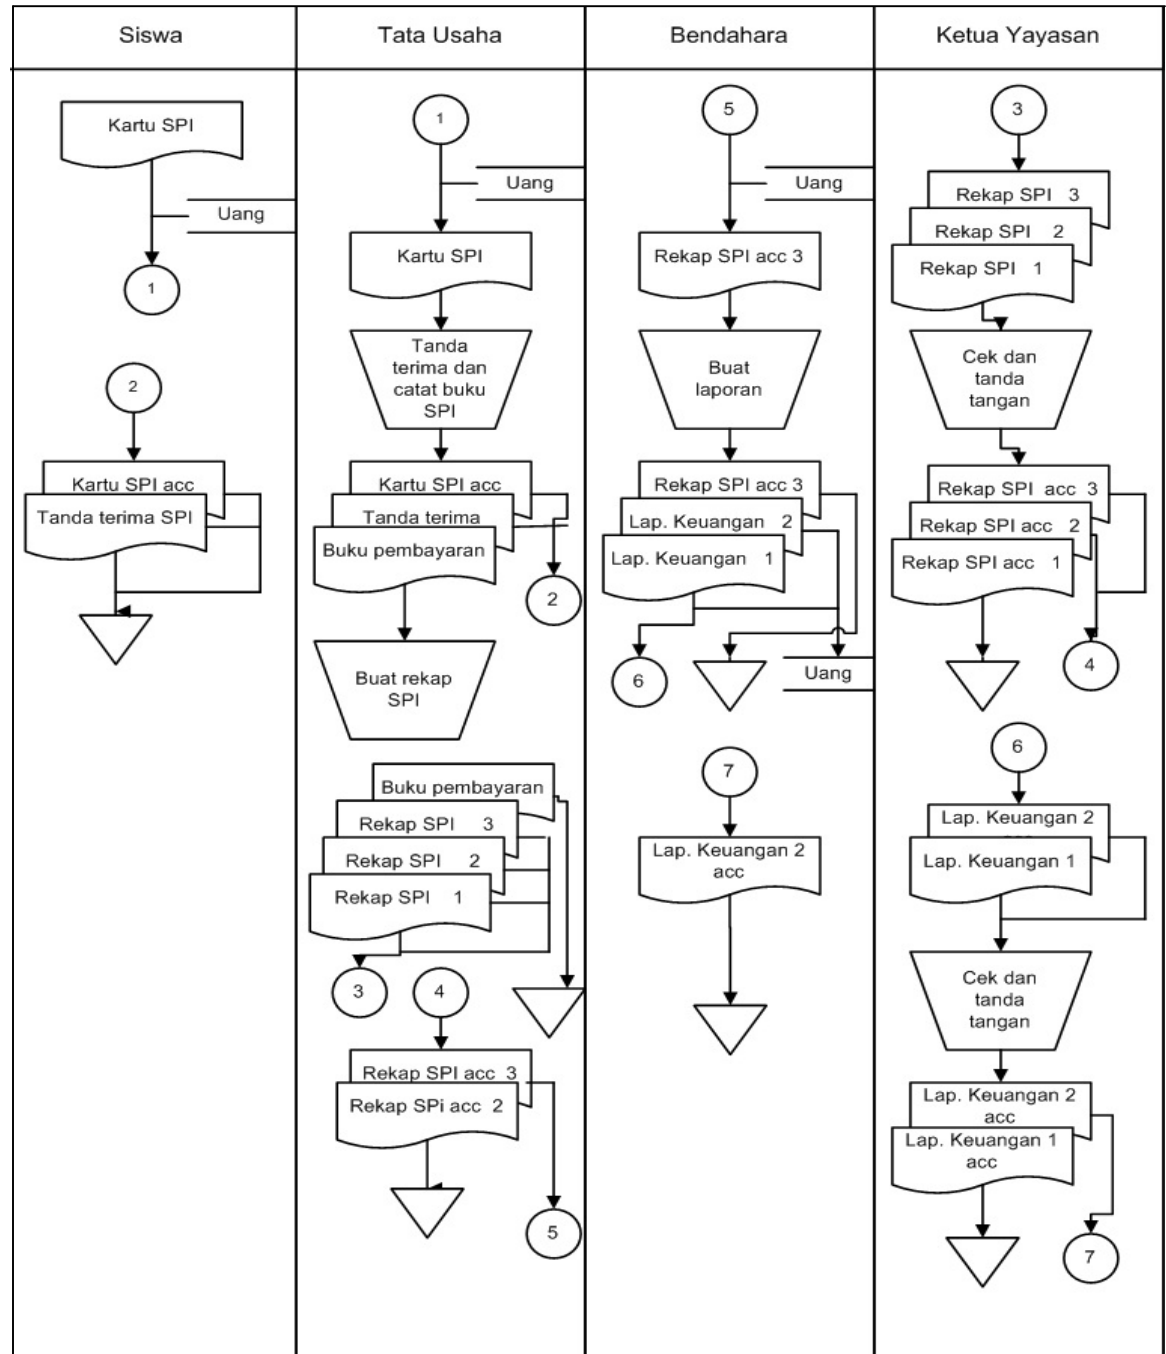 Siswa
Kartu SPI
Uang
1
2
Kartu SPI acc
Tanda terima SPI
Tata Usaha
1
Uang
Kartu SPI
Tanda
terima dan
catat buku
SPI
Kartu SPI acc
Tanda terima
Buku pembayaran
2
Buat rekap
SPI
Buku pembayaran
Rekap SPI 3
Rekap SPI 2
Rekap SPI 1
3
4
Rekap SPI acc 3
Rekap SPi acc 2
5
Bendahara
5
Uang
Rekap SPI acc 3
Buat
laporan
Rekap SPI acc 3
Lap. Keuangan 2
Lap. Keuangan 1
6
Uang
7
Lap. Keuangan 2
acc
Ketua Yayasan
3
Rekap SPI 3
Rekap SPI 2
Rekap SPI 1
Cek dan
tanda
tangan
Rekap SPI acc 3
Rekap SPI acc 2
Rekap SPI acc 1
4
6
Lap. Keuangan 2
Lap. Keuangan 1
Cek dan
tanda
tangan
Lap. Keuangan 2
acc
Lap. Keuangan 1
acc
7